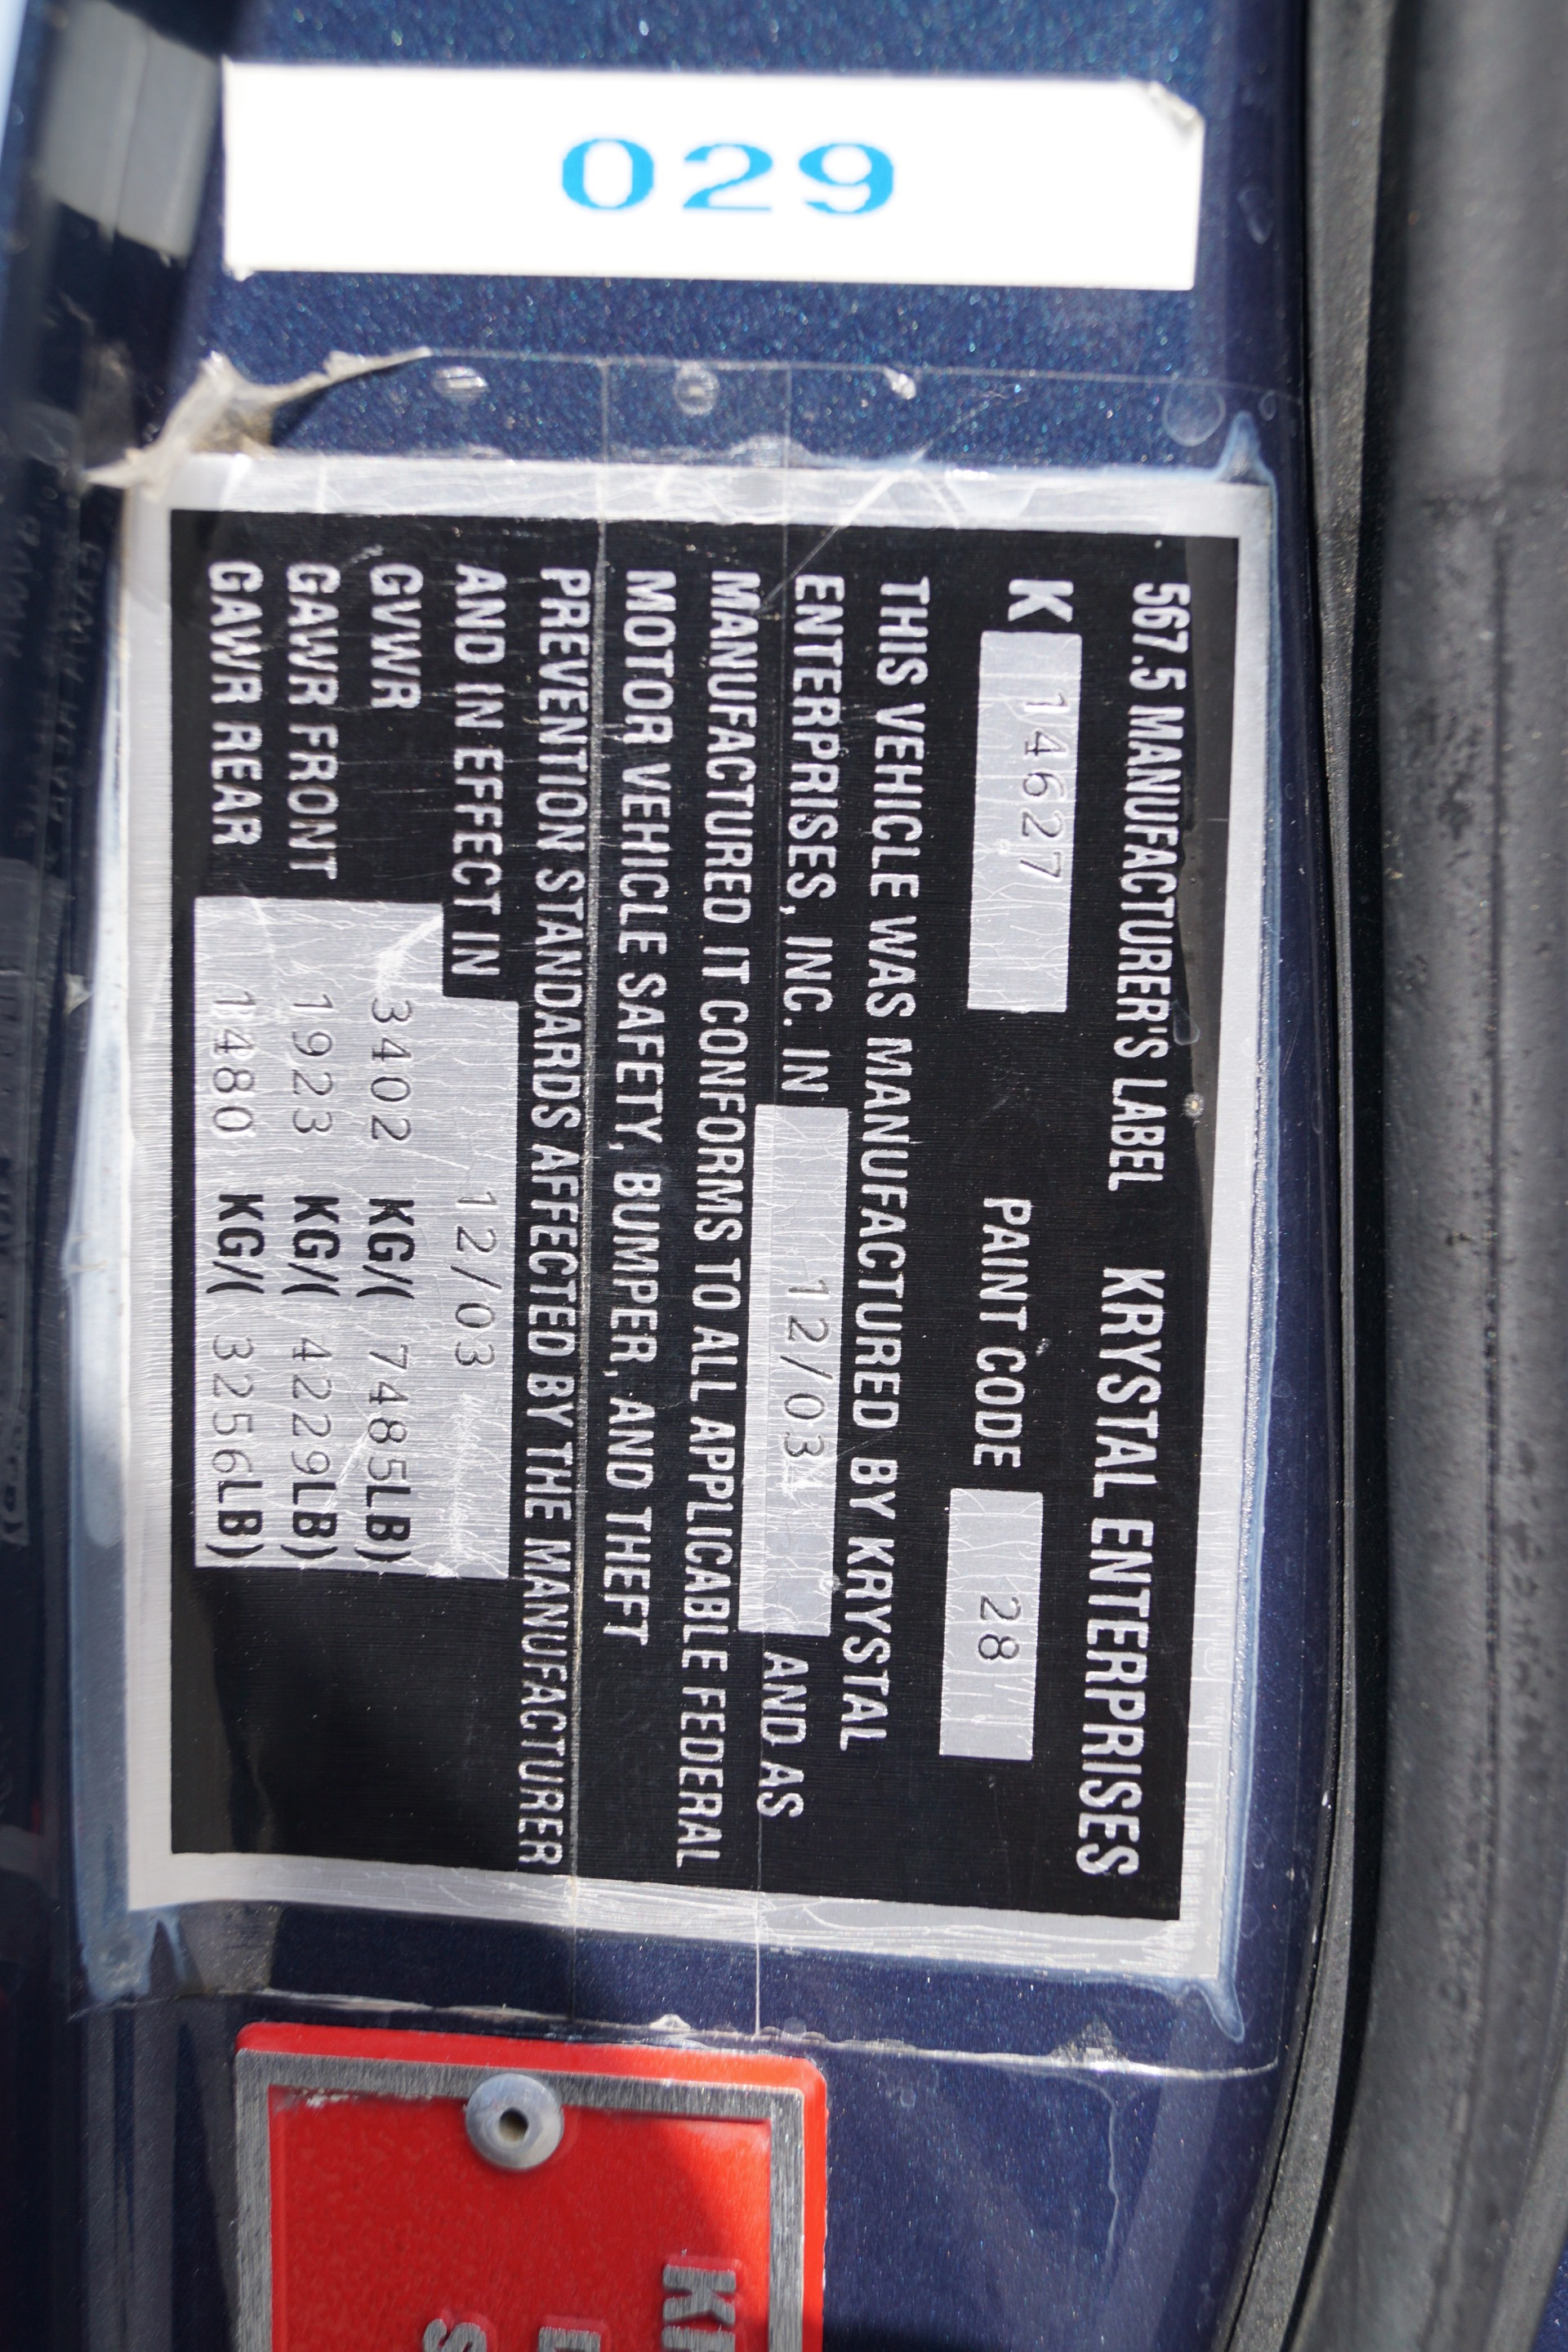 029
567.5 MANUFACTURER'S LABEL KRYSTAL ENTERPRISES
K 14627 PAINT CODE 28
THIS VEHICLE WAS MANUFACTURED BY KRYSTAL
ENTERPRISES, INC. IN 12/03 AND AS
MANUFACTURED IT CONFORMS TO ALL APPLICABLE FEDERAL
MOTOR VEHICLE SAFETY, BUMPER, AND THEFT
PREVENTION STANDARDS AFFECTED BY THE MANUFACTURER
AND IN EFFECT IN 12/03
GVWR 3402 KG/( 7485LB)
GAWR FRONT 1923 KG/( 4229LB)
GAWR REAR 1480 KG/( 3256LB)